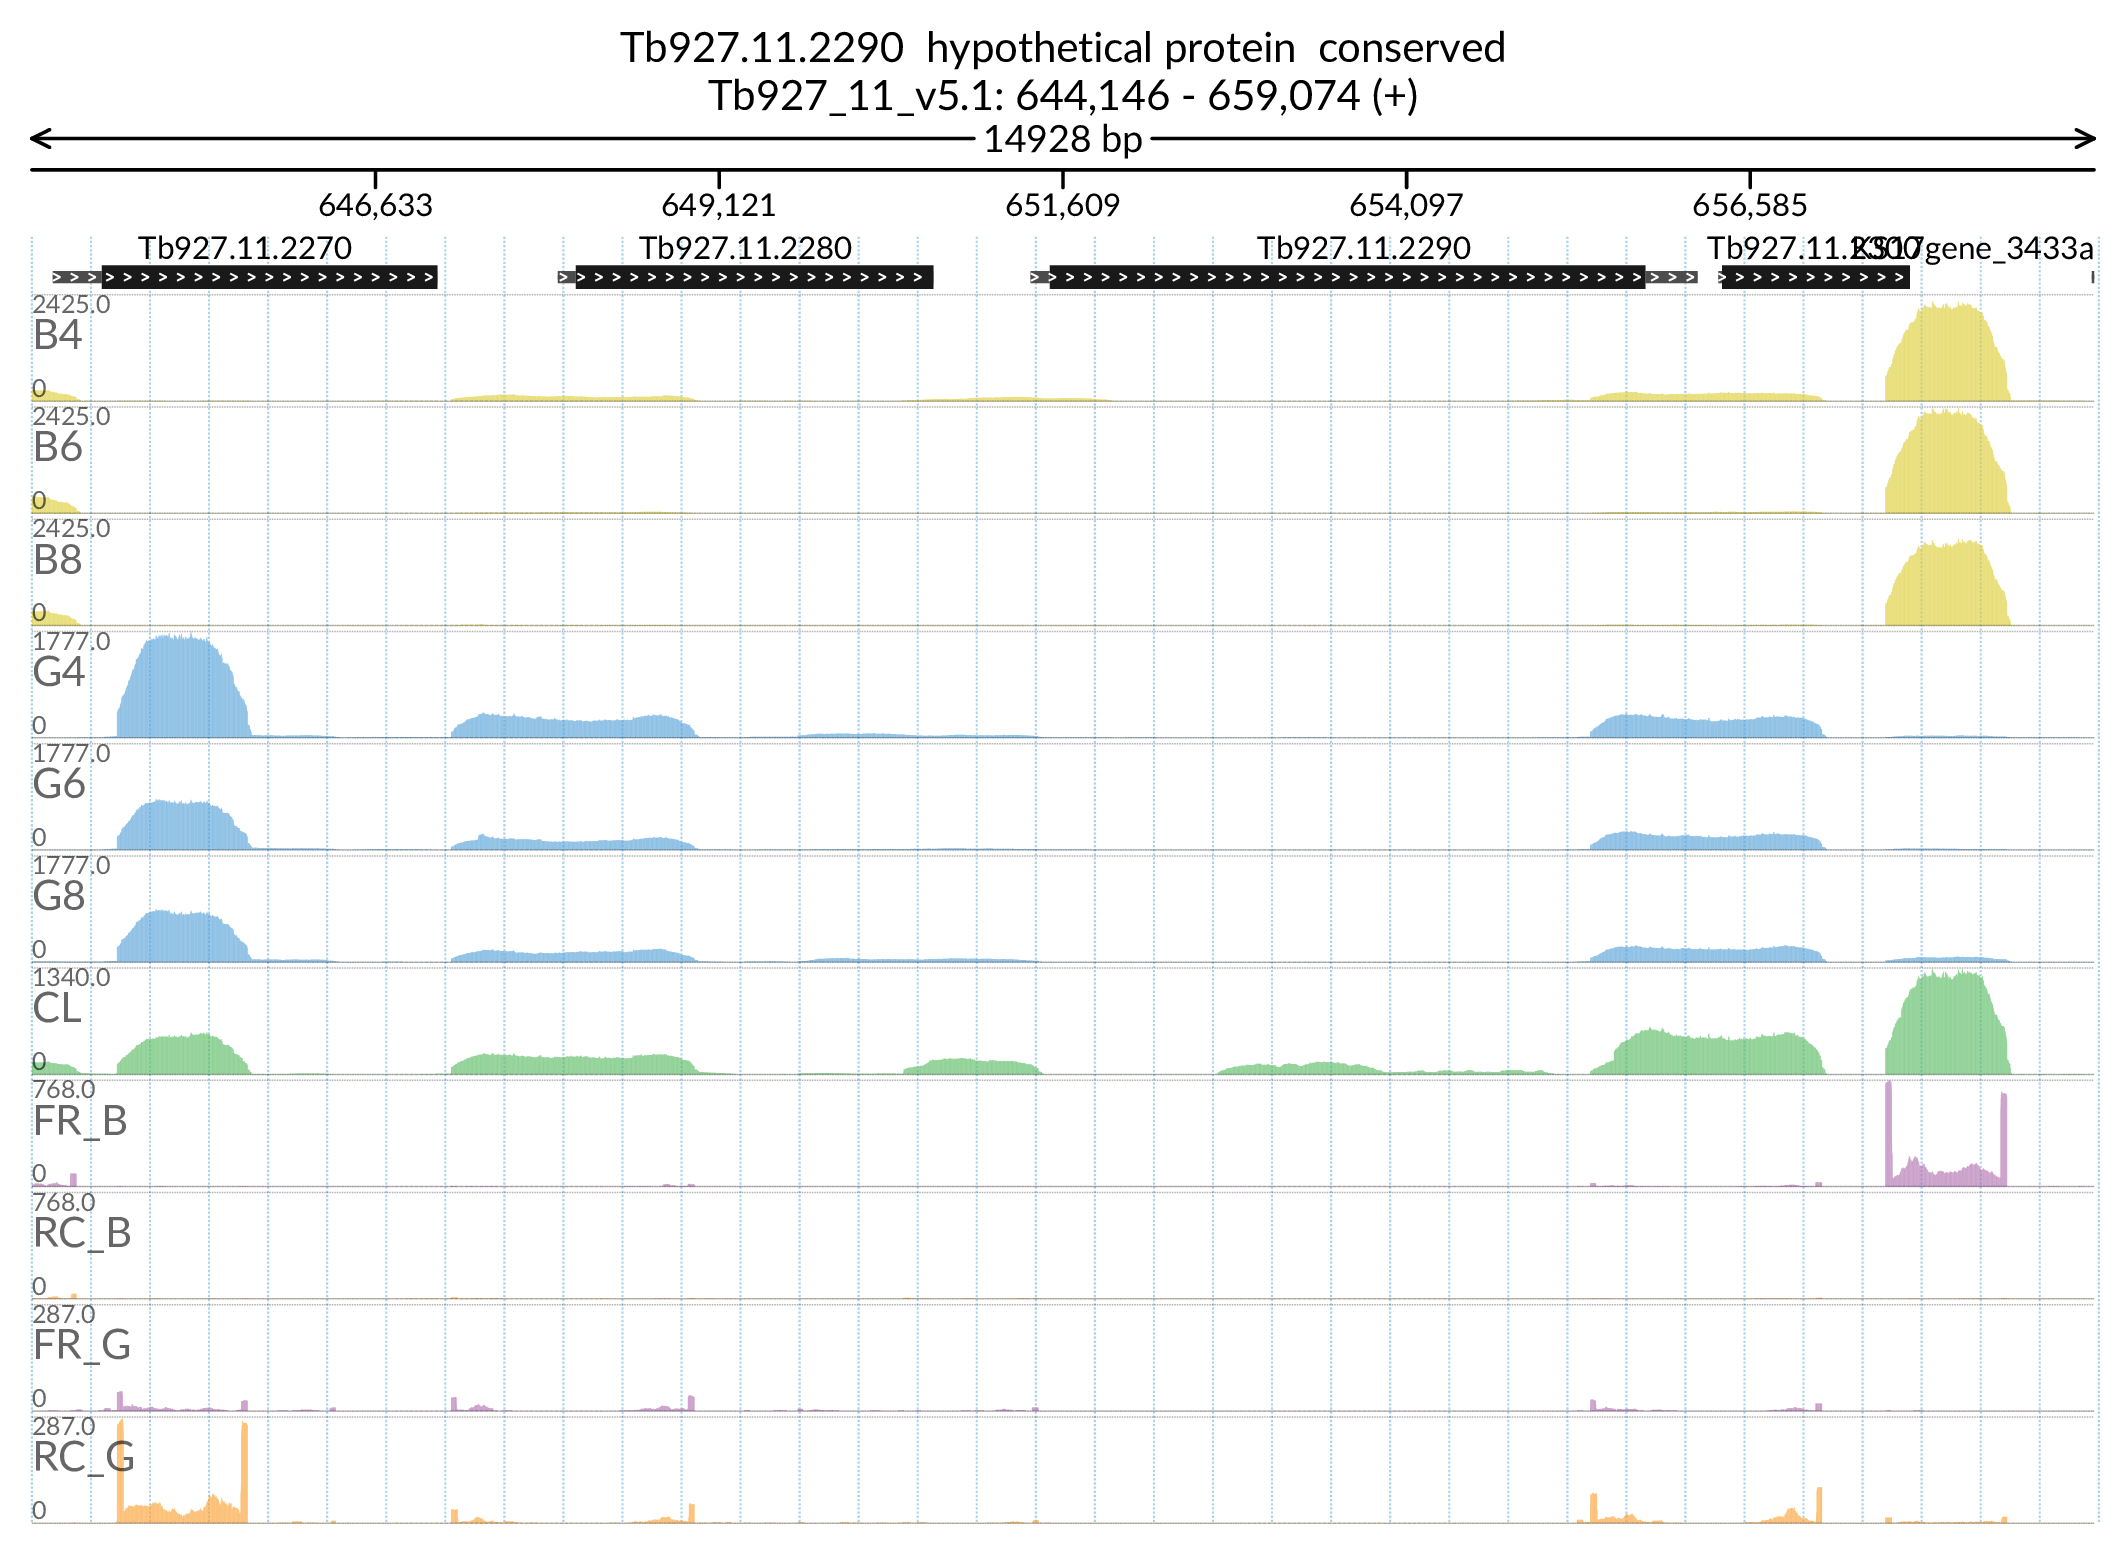 Tb927.11.2290 hypothetical protein conserved
Tb927_11_v5.1: 644,146 - 659,074 (+)
14928 bp
646,633 649,121 651,609 654,097 656,585
Tb927.11.2270 Tb927.11.2280 Tb927.11.2290 Tb927.11.2300 KS17gene_3433a
2425.0
B4
0
2425.0
B6
0
2425.0
B8
0
1777.0
G4
0
1777.0
G6
0
1777.0
G8
0
1340.0
CL
0
768.0
FR_B
0
768.0
RC_B
0
287.0
FR_G
0
287.0
RC_G
0